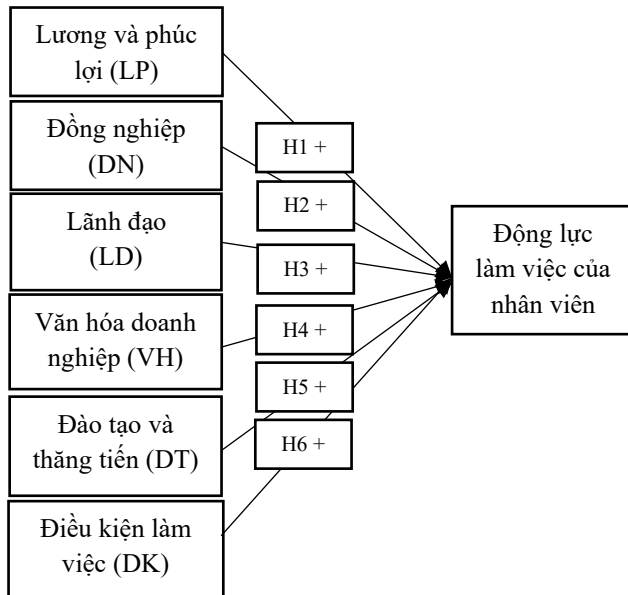 Lương và phúc
lợi (LP)
Đồng nghiệp
(DN)
Lãnh đạo
(LD)
Văn hóa doanh
nghiệp (VH)
Đào tạo và
thăng tiến (DT)
Điều kiện làm
việc (DK)
H1 +
H2 +
H3 +
H4 +
H5 +
H6 +
Động lực
làm việc của
nhân viên